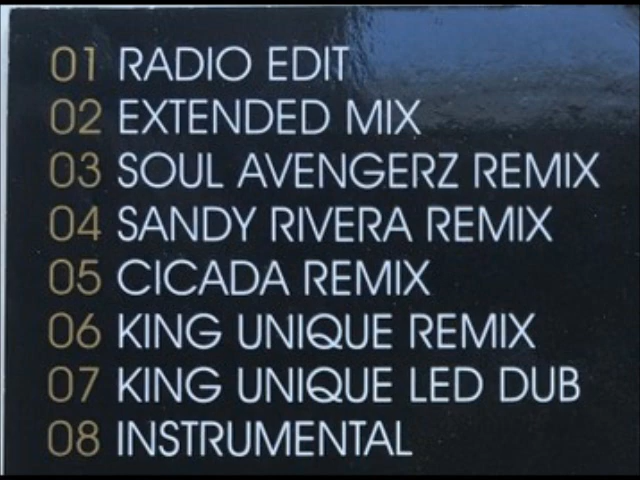 01 RADIO EDIT
02 EXTENDED MIX
03 SOUL AVENGERZ REMIX
04 SANDY RIVERA REMIX
05 CICADA REMIX
06 KING UNIQUE REMIX
07 KING UNIQUE LED DUB
08 INSTRUMENTAL